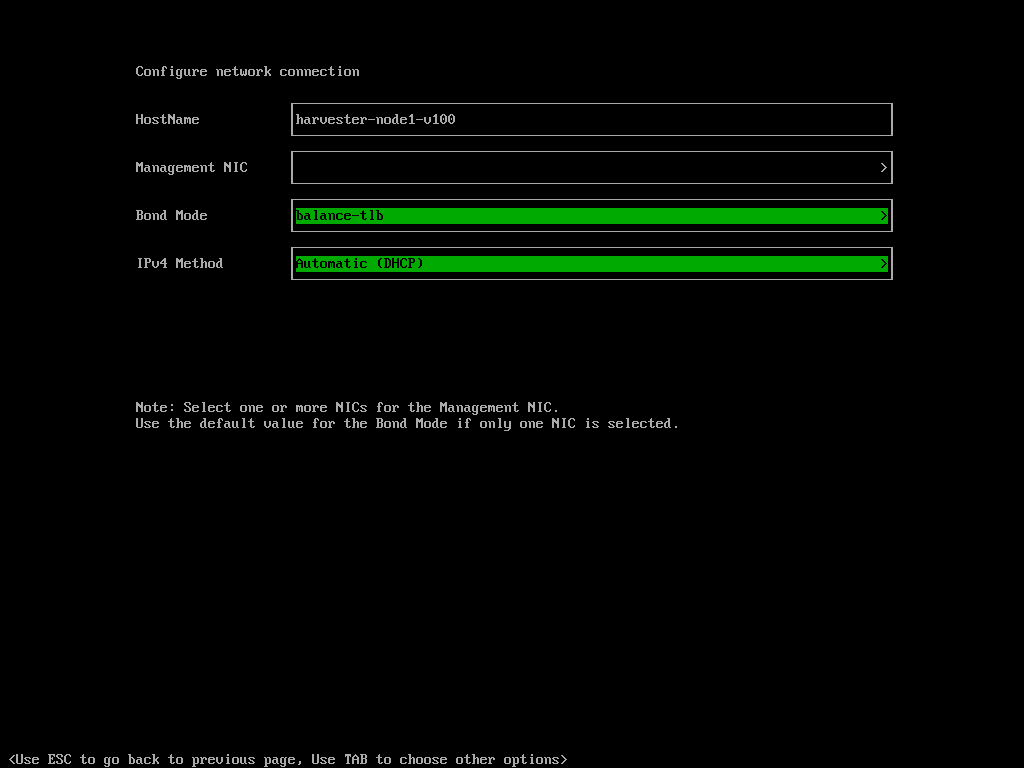 Configure network connection
HostName harvester-node1-v100
Management NIC >
Bond Mode balance-tlb >
IPv4 Method Automatic (DHCP) >
Note: Select one or more NICs for the Management NIC.
Use the default value for the Bond Mode if only one NIC is selected.
<Use ESC to go back to previous page, Use TAB to choose other options>